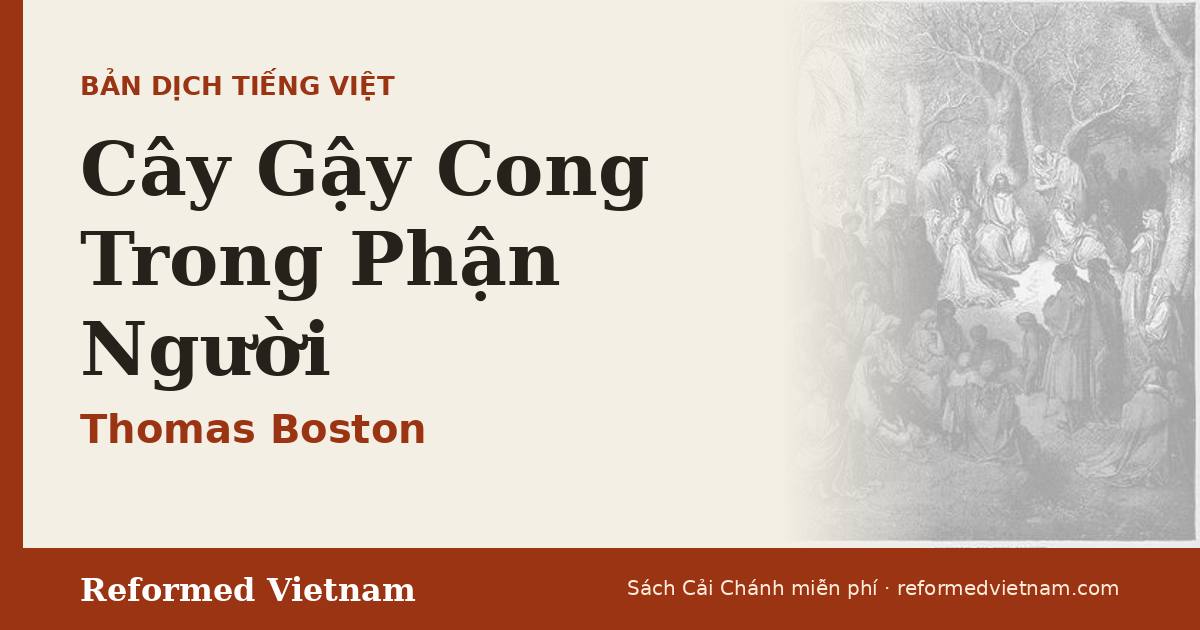 BẢN DỊCH TIẾNG VIỆT
Cây Gậy Cong
Trong Phận
Người
Thomas Boston
Reformed Vietnam
Sách Cải Chánh miễn phí · reformedvietnam.com